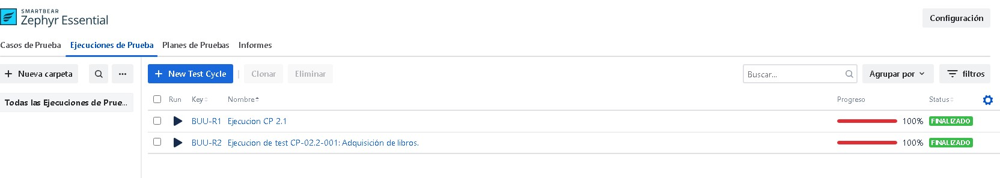 SMARTBEAR
Zephyr Essential
Configuración
Casos de Prueba Ejecuciones de Prueba Planes de Pruebas Informes
+ Nueva carpeta ... + New Test Cycle | Clonar Eliminar Buscar... Agrupar por filtros
Todas las Ejecuciones de Prue...
Run Key Nombre Progreso Status
BUU-R1 Ejecucion CP 2.1 100% FINALIZADO
BUU-R2 Ejecucion de test CP-02.2-001: Adquisición de libros. 100% FINALIZADO